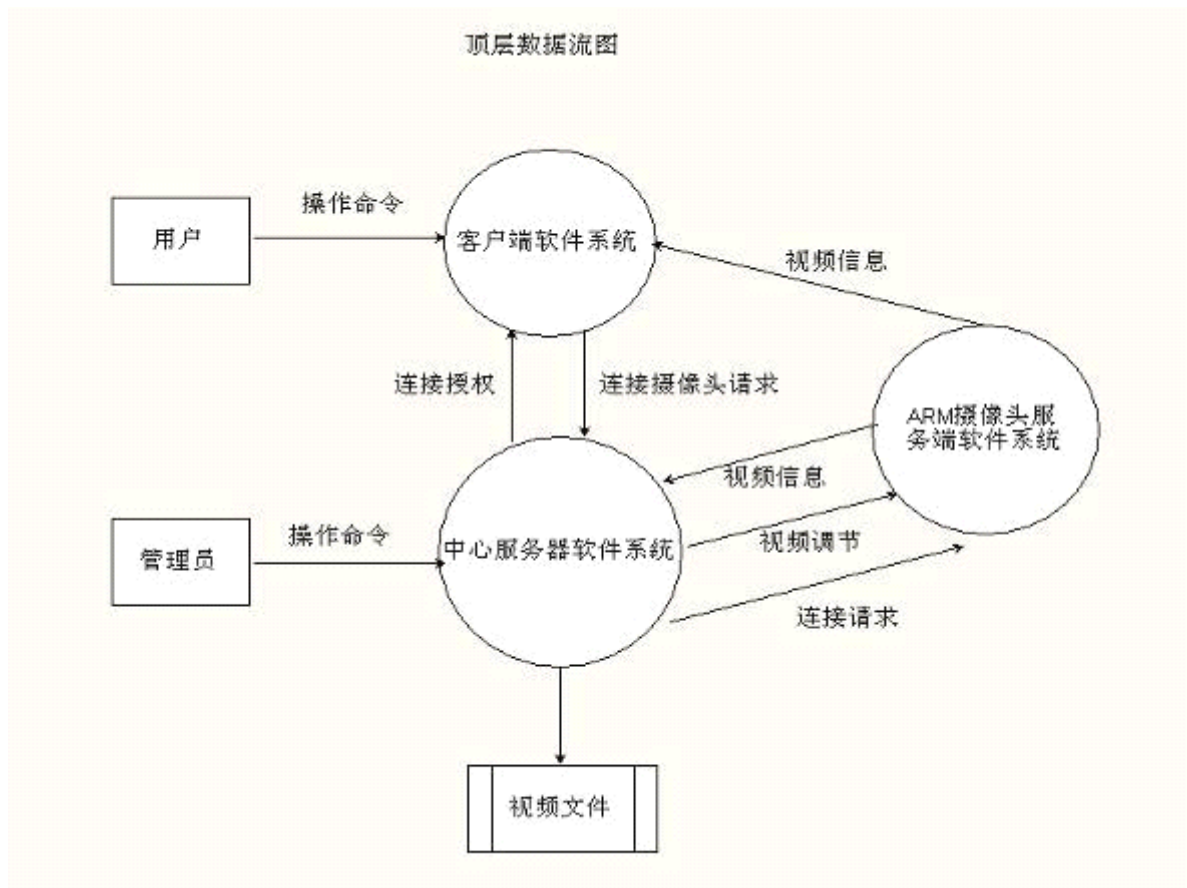 顶层数据流图
操作命令
用户
客户端软件系统
视频信息
连接授权
连接摄像头请求
ARM摄像头服
务端软件系统
视频信息
操作命令
管理员
中心服务器软件系统
视频调节
连接请求
视频文件